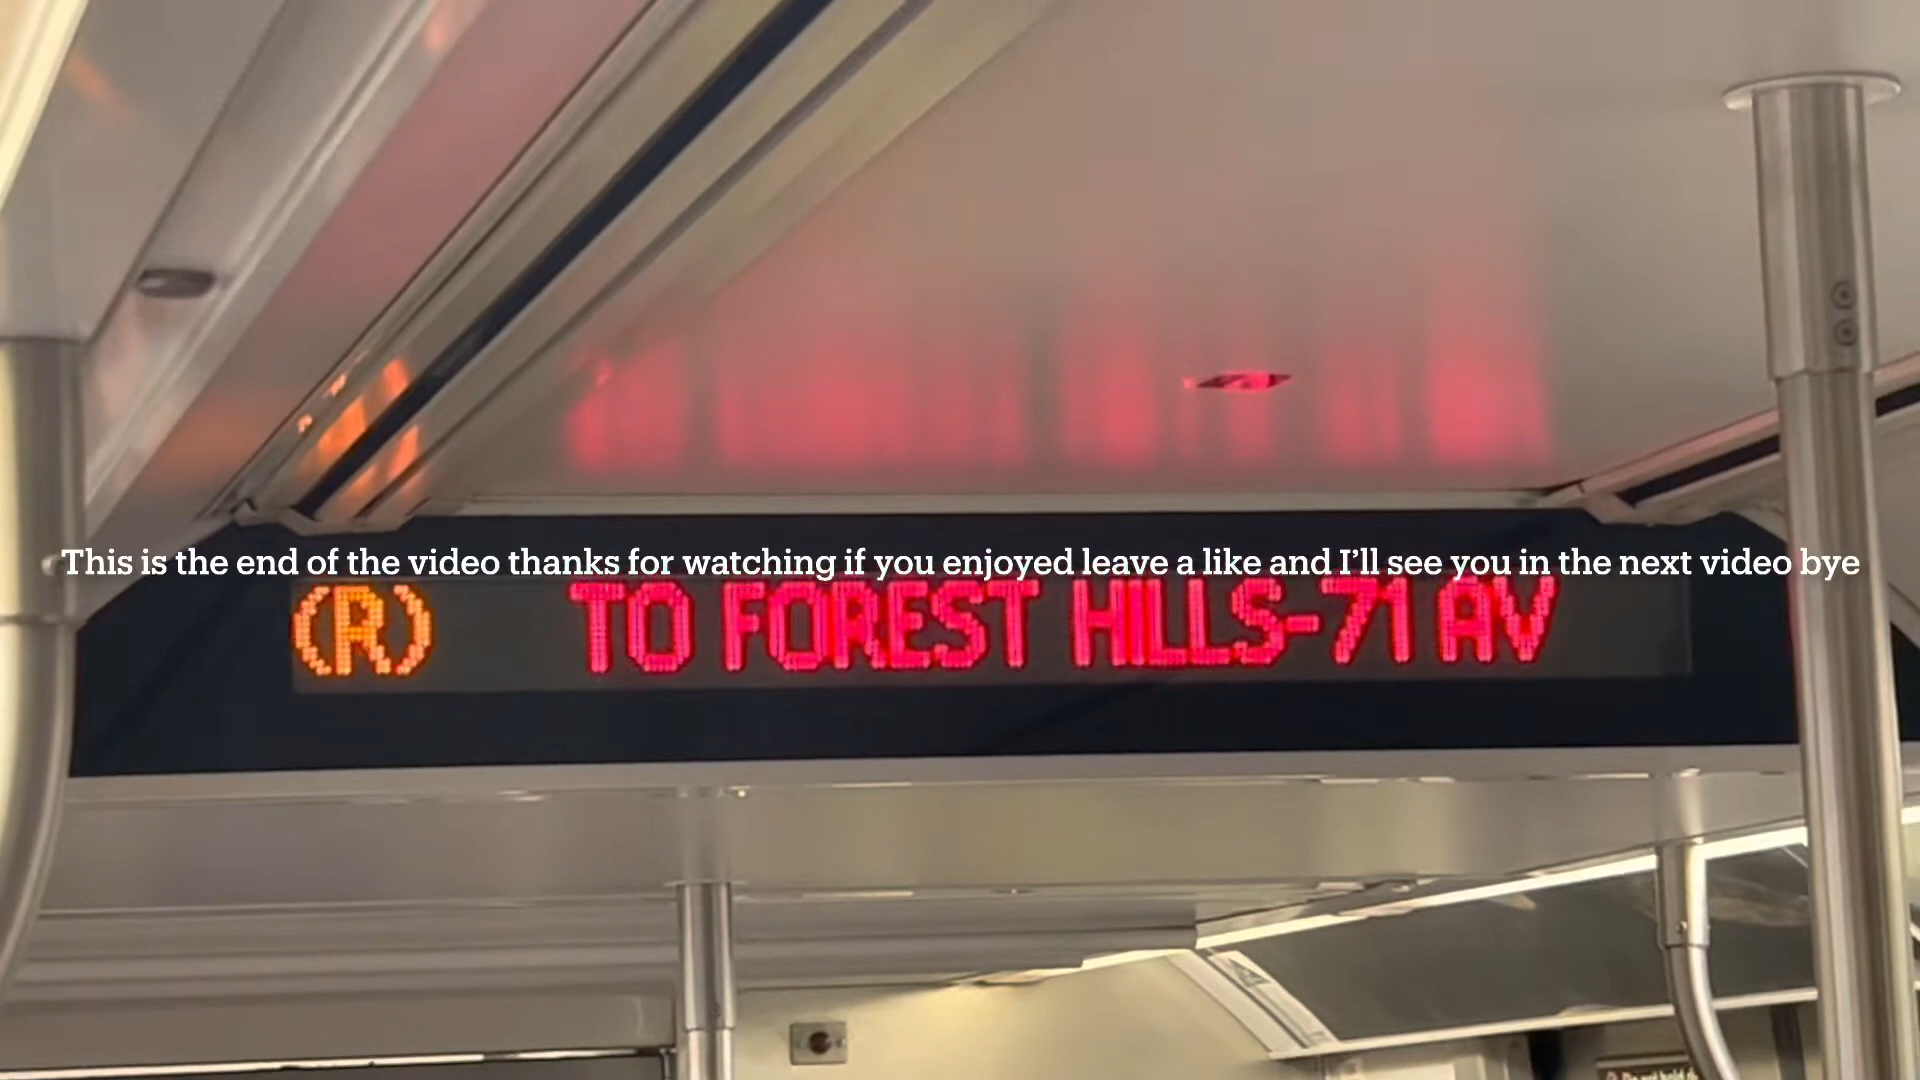 This is the end of the video thanks for watching if you enjoyed leave a like and I’ll see you in the next video bye
(R) TO FOREST HILLS-71 AV